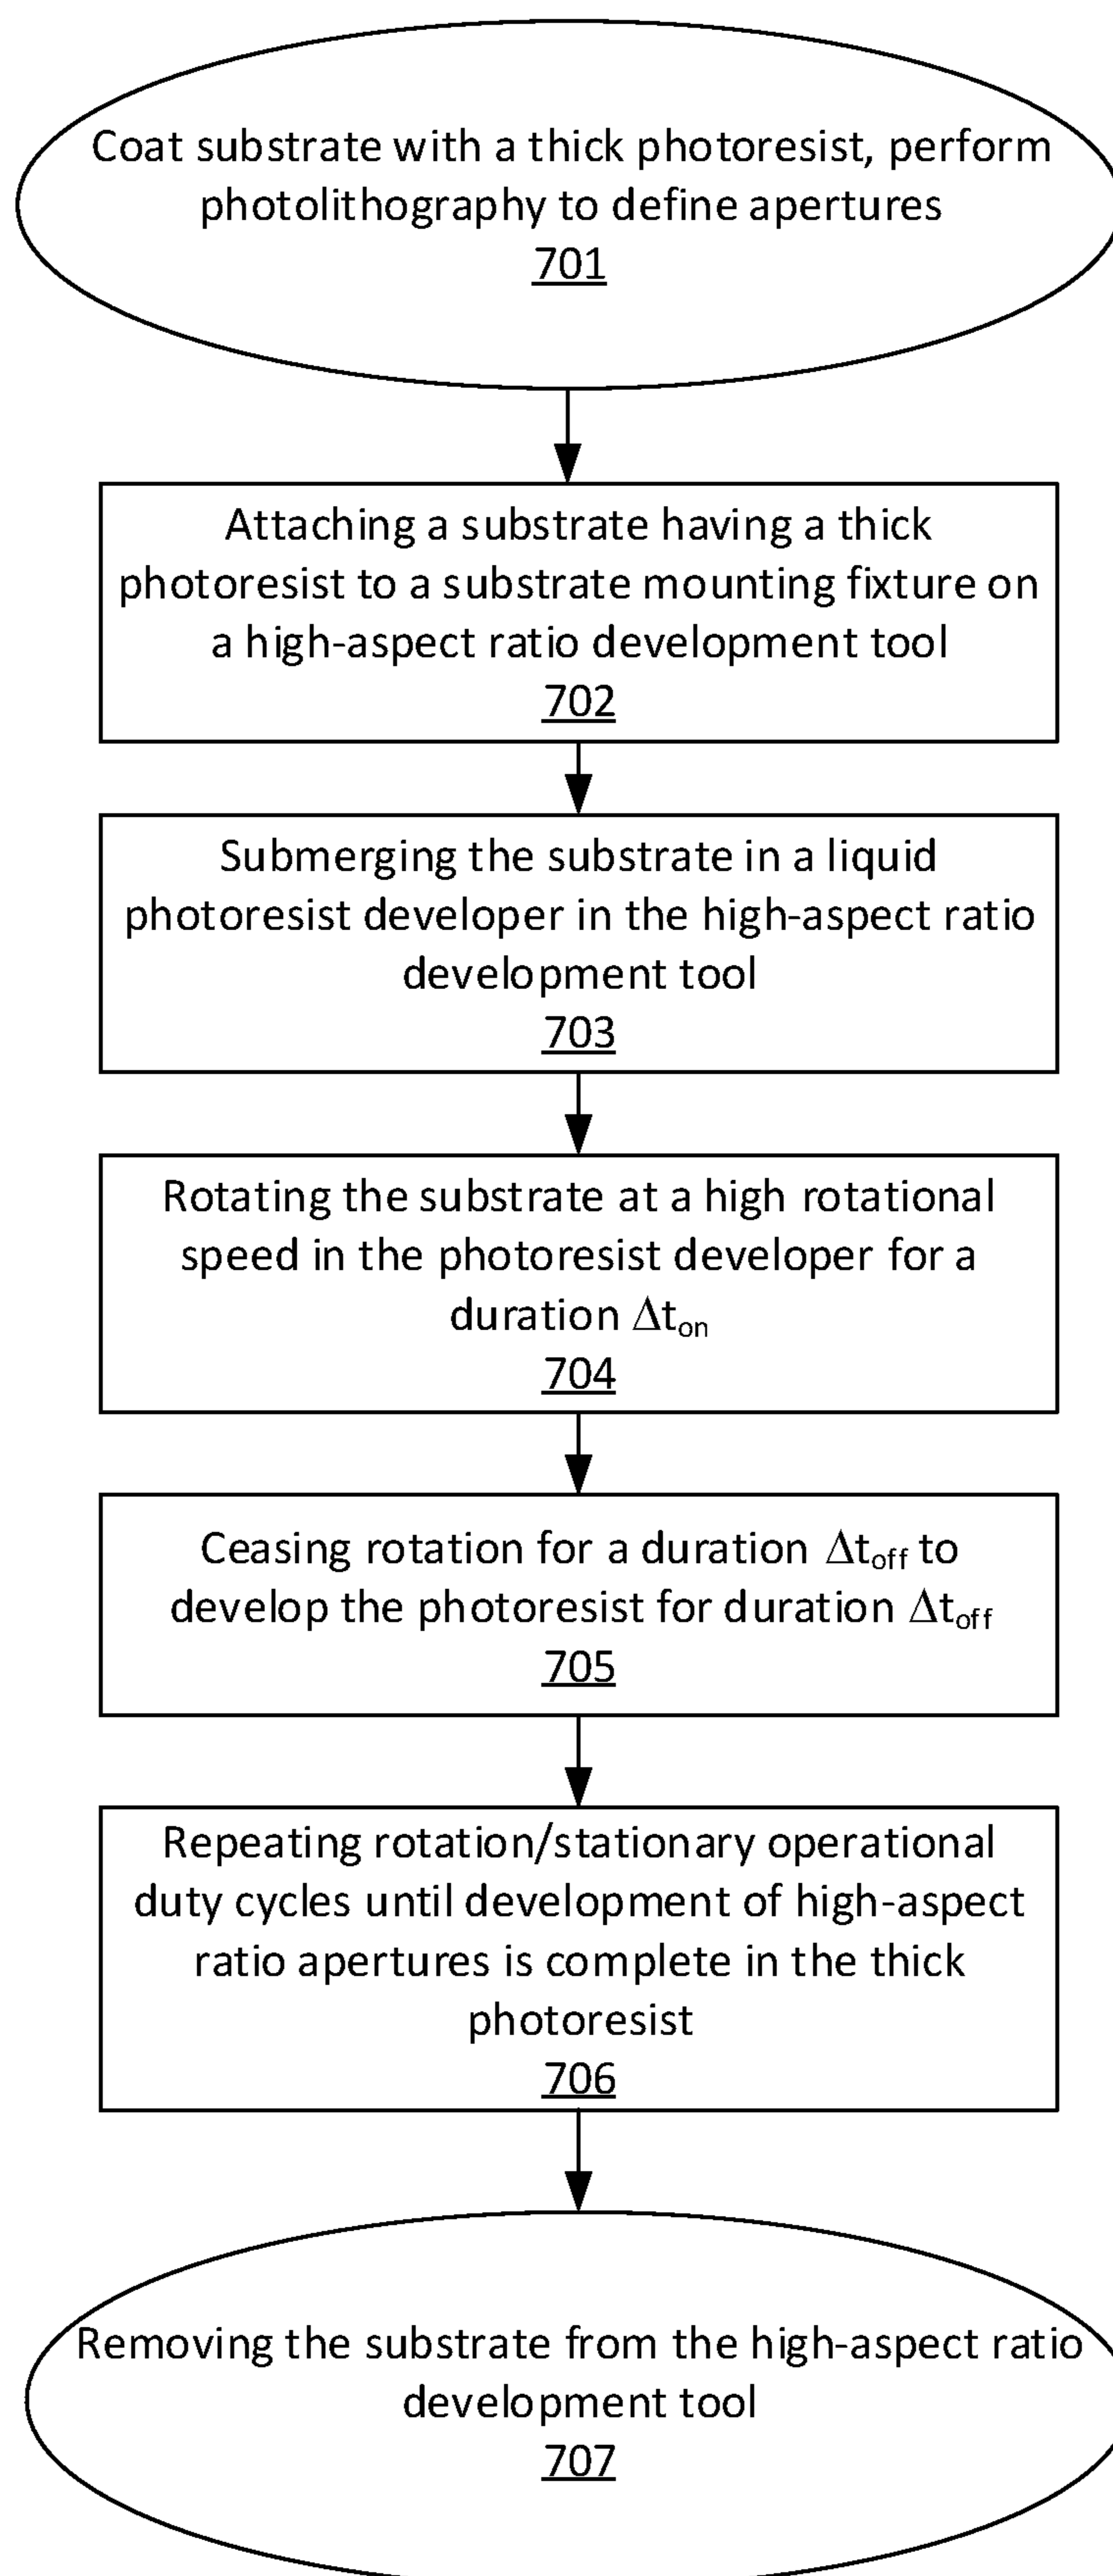 Coat substrate with a thick photoresist, perform
photolithography to define apertures
701
Attaching a substrate having a thick
photoresist to a substrate mounting fixture on
a high-aspect ratio development tool
702
Submerging the substrate in a liquid
photoresist developer in the high-aspect ratio
development tool
703
Rotating the substrate at a high rotational
speed in the photoresist developer for a
duration Δton
704
Ceasing rotation for a duration Δtoff to
develop the photoresist for duration Δtoff
705
Repeating rotation/stationary operational
duty cycles until development of high-aspect
ratio apertures is complete in the thick
photoresist
706
Removing the substrate from the high-aspect ratio
development tool
707